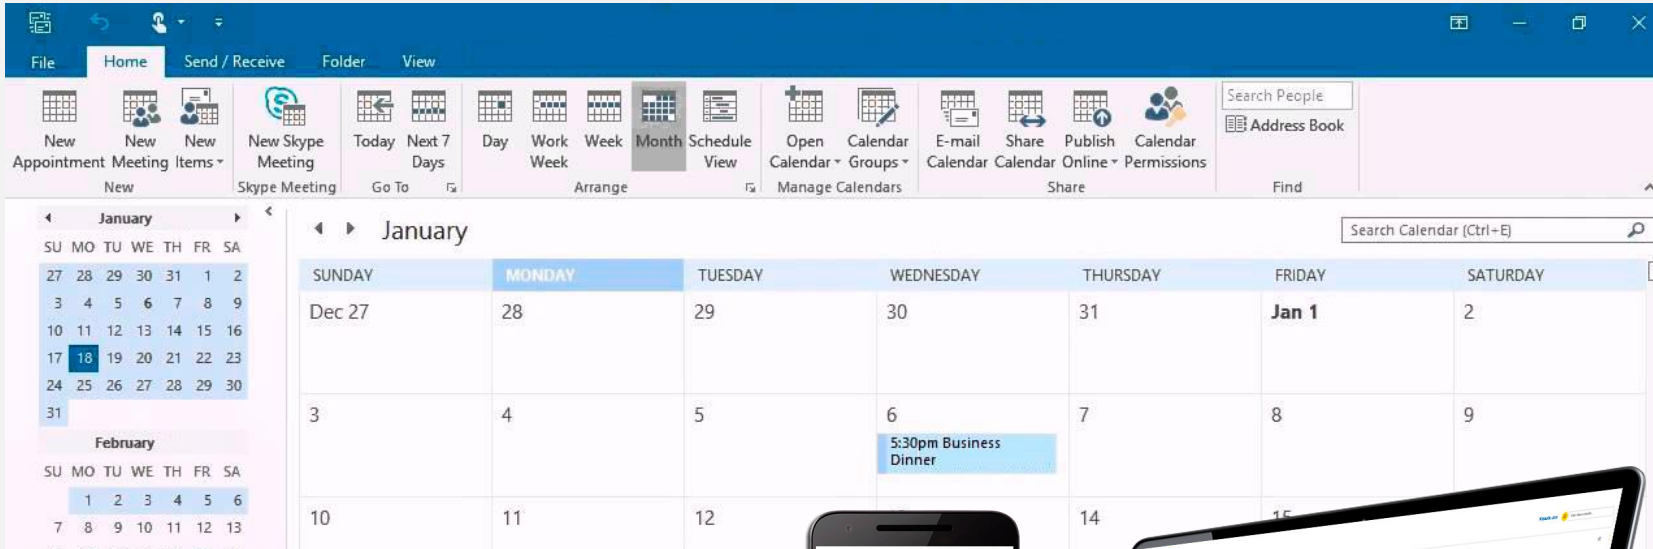 File Home Send / Receive Folder View
New Appointment
New Meeting
New Items
New
New Skype Meeting
Skype Meeting
Today
Next 7 Days
Go To
Day
Work Week
Week
Month
Schedule View
Arrange
Open Calendar
Calendar Groups
Manage Calendars
E-mail Calendar
Share Calendar
Publish Online
Calendar Permissions
Share
Search People
Address Book
Find
January
SU MO TU WE TH FR SA
27 28 29 30 31 1 2
3 4 5 6 7 8 9
10 11 12 13 14 15 16
17 18 19 20 21 22 23
24 25 26 27 28 29 30
31
February
SU MO TU WE TH FR SA
1 2 3 4 5 6
7 8 9 10 11 12 13
January
Search Calendar (Ctrl+E)
SUNDAY MONDAY TUESDAY WEDNESDAY THURSDAY FRIDAY SATURDAY
Dec 27 28 29 30 31 Jan 1 2
3 4 5 6 7 8 9
5:30pm Business
Dinner
10 11 12 14 15